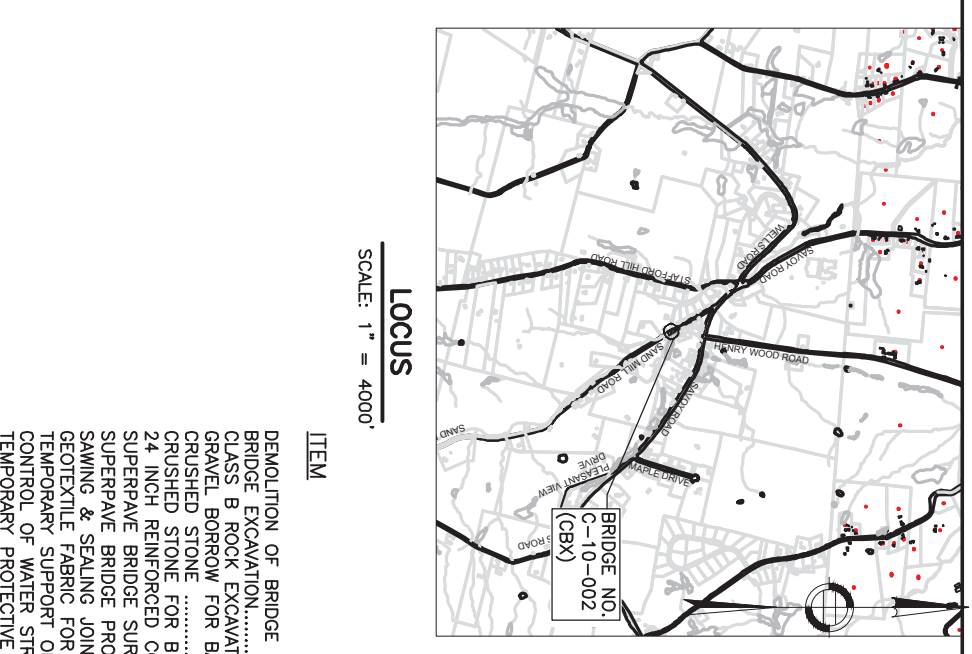 WELLS ROAD
SAVOY ROAD
STAFFORD HILL ROAD
HENRY WOOD ROAD
SAND MILL ROAD
SAVOY ROAD
SAND
MAPLE DRIVE
PLEASANT VIEW
DRIVE
S ROAD
BRIDGE NO.
C-10-002
(CBX)
LOCUS
SCALE: 1" = 4000'
ITEM
DEMOLITION OF BRIDGE
BRIDGE EXCAVATION.......
CLASS B ROCK EXCAVAT
GRAVEL BORROW FOR BA
CRUSHED STONE ..........
CRUSHED STONE FOR B
24 INCH REINFORCED CO
SUPERPAVE BRIDGE SUR
SUPERPAVE BRIDGE PRO
SAWING & SEALING JOIN
GEOTEXTILE FABRIC FOR
TEMPORARY SUPPORT O
CONTROL OF WATER STR
TEMPORARY PROTECTIVE